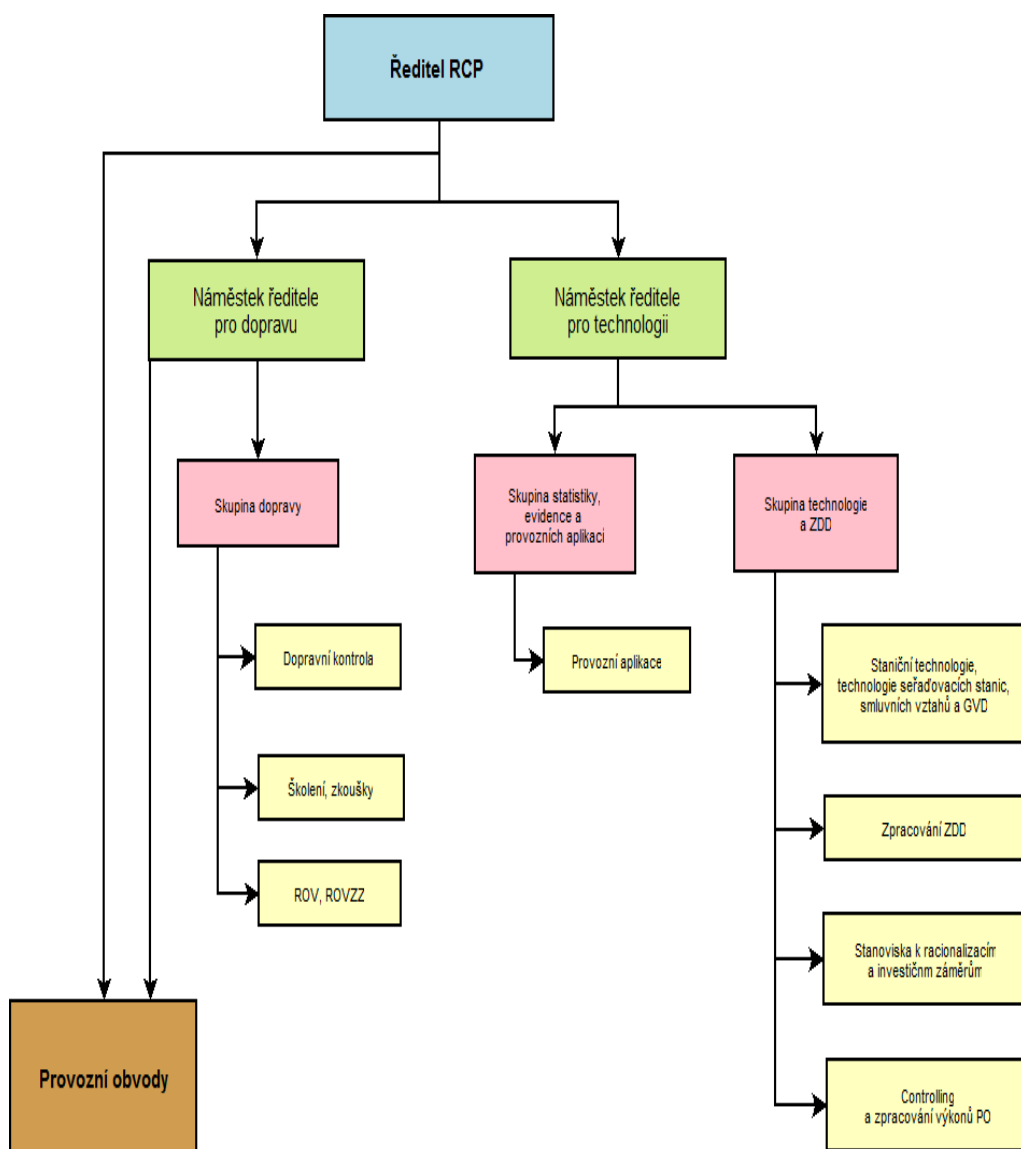 Ředitel RCP
Náměstek ředitele
pro dopravu
Náměstek ředitele
pro technologii
Skupina dopravy
Skupina statistiky,
evidence a
provozních aplikací
Skupina technologie
a ZDD
Dopravní kontrola
Školení, zkoušky
ROV, ROVZZ
Provozní aplikace
Staniční technologie,
technologie seřaďovacích stanic,
smluvních vztahů a GVD
Zpracování ZDD
Stanoviska k racionalizacím
a investičnm záměrům
Controlling
a zpracování výkonů PO
Provozní obvody